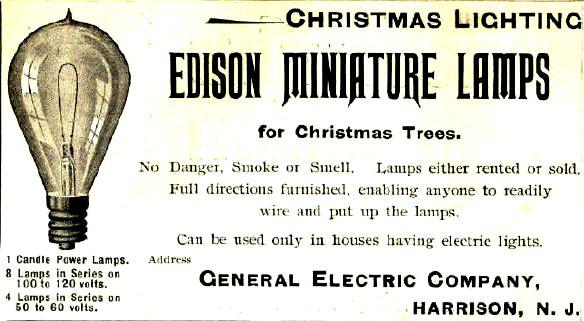 Christmas Lighting
EDISON MINIATURE LAMPS
for Christmas Trees.
No Danger, Smoke or Smell. Lamps either rented or sold.
Full directions furnished, enabling anyone to readily
wire and put up the lamps.
Can be used only in houses having electric lights.
1 Candle Power Lamps.
8 Lamps in Series on
100 to 120 volts.
4 Lamps in Series on
50 to 60 volts.
Address
General Electric Company,
Harrison, N. J.